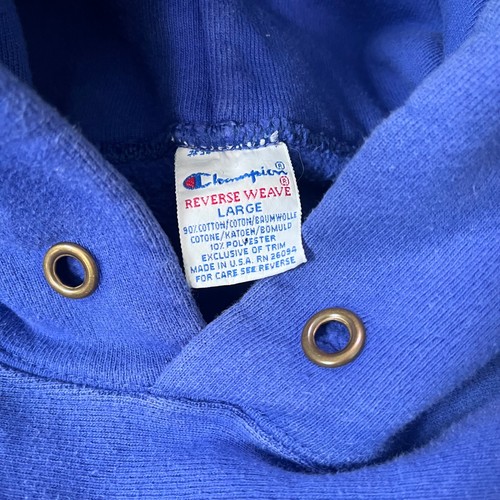 Champion®
REVERSE WEAVE®
LARGE
90% COTTON/COTON/BAUMWOLLE
COTONE/KATOEN/BOMULD
10% POLYESTER
EXCLUSIVE OF TRIM
MADE IN U.S.A. RN 26094
FOR CARE SEE REVERSE